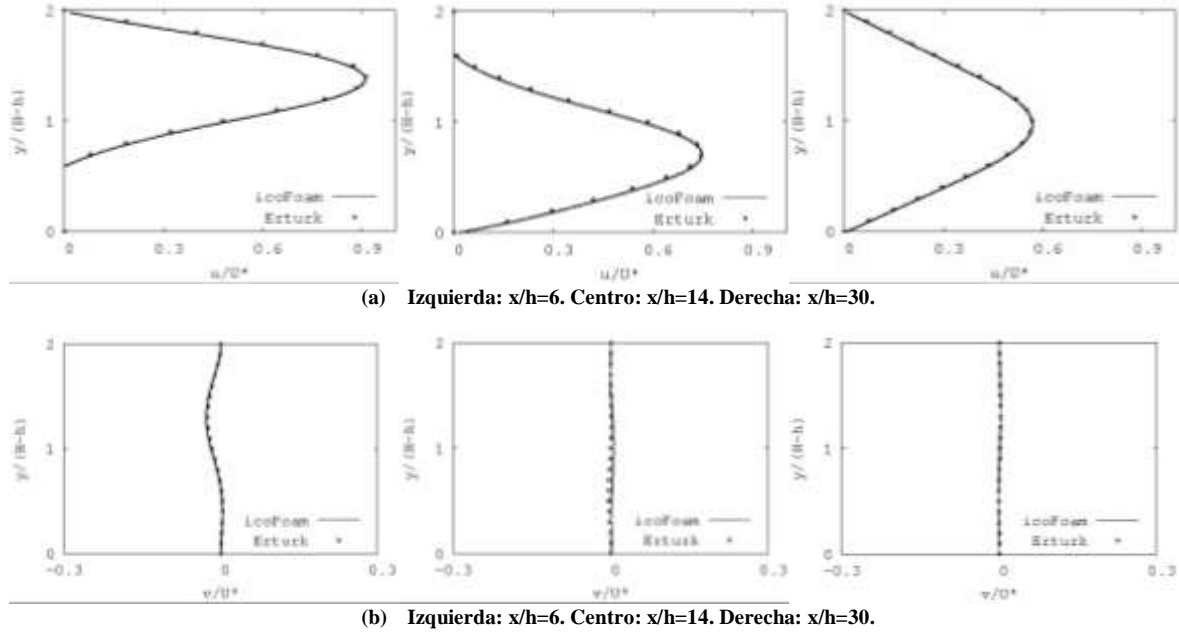 2
1
0
y/(H-h)
icoFoam
Erturk
0 0.3 0.6 0.9
u/U*
2
1
0
y/(H-h)
icoFoam
Erturk
0 0.3 0.6 0.9
u/U*
2
1
0
y/(H-h)
icoFoam
Erturk
0 0.3 0.6 0.9
u/U*
(a) Izquierda: x/h=6. Centro: x/h=14. Derecha: x/h=30.
2
1
0
y/(H-h)
icoFoam
Erturk
-0.3 0 0.3
v/U*
2
1
0
y/(H-h)
icoFoam
Erturk
-0.3 0 0.3
v/U*
2
1
0
y/(H-h)
icoFoam
Erturk
-0.3 0 0.3
v/U*
(b) Izquierda: x/h=6. Centro: x/h=14. Derecha: x/h=30.